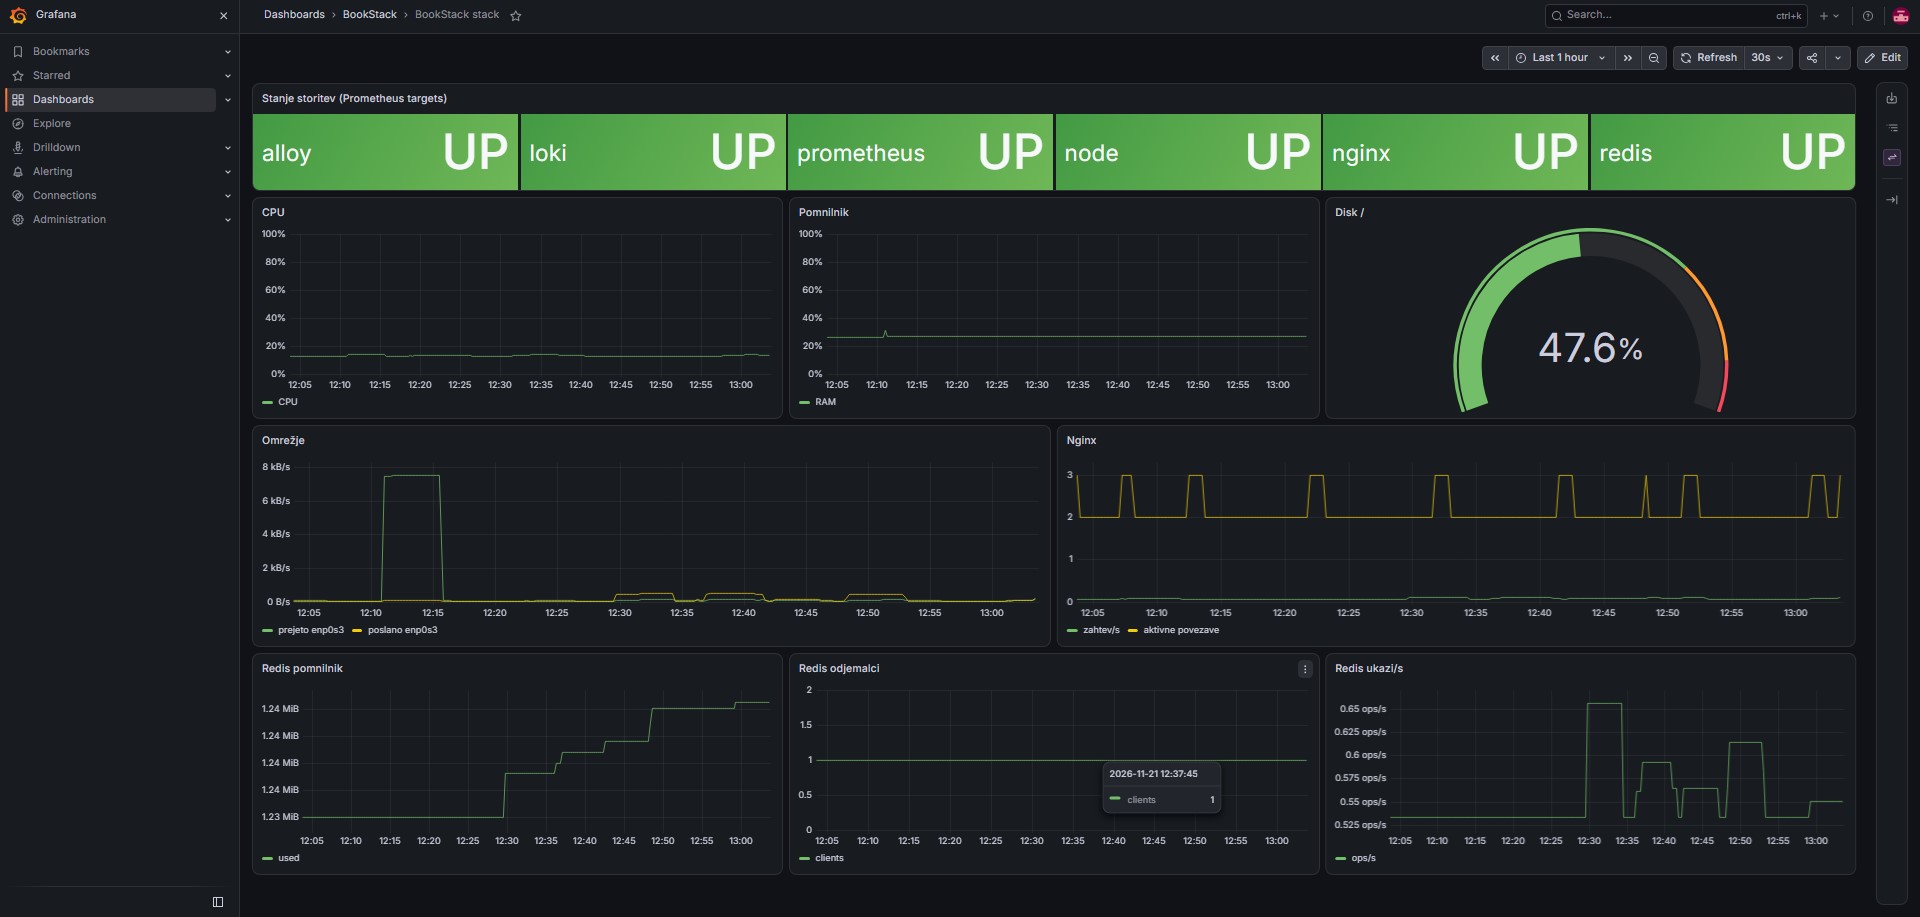 Grafana
Dashboards › BookStack › BookStack stack
Search... ctrl+k
Bookmarks
Starred
Dashboards
Explore
Drilldown
Alerting
Connections
Administration
Last 1 hour
Refresh 30s
Edit
Stanje storitev (Prometheus targets)
alloy UP
loki UP
prometheus UP
node UP
nginx UP
redis UP
CPU
100%
80%
60%
40%
20%
0%
12:05 12:10 12:15 12:20 12:25 12:30 12:35 12:40 12:45 12:50 12:55 13:00
CPU
Pomnilnik
100%
80%
60%
40%
20%
0%
12:05 12:10 12:15 12:20 12:25 12:30 12:35 12:40 12:45 12:50 12:55 13:00
RAM
Disk /
47.6%
Omrežje
8 kB/s
6 kB/s
4 kB/s
2 kB/s
0 B/s
12:05 12:10 12:15 12:20 12:25 12:30 12:35 12:40 12:45 12:50 12:55 13:00
prejeto enp0s3 poslano enp0s3
Nginx
3
2
1
0
12:05 12:10 12:15 12:20 12:25 12:30 12:35 12:40 12:45 12:50 12:55 13:00
zahtev/s aktivne povezave
Redis pomnilnik
1.24 MiB
1.24 MiB
1.24 MiB
1.24 MiB
1.23 MiB
12:05 12:10 12:15 12:20 12:25 12:30 12:35 12:40 12:45 12:50 12:55 13:00
used
Redis odjemalci
2
1.5
1
0.5
0
2026-11-21 12:37:45
clients 1
12:05 12:10 12:15 12:20 12:25 12:30 12:35 12:40 12:45 12:50 12:55 13:00
clients
Redis ukazi/s
0.65 ops/s
0.625 ops/s
0.6 ops/s
0.575 ops/s
0.55 ops/s
0.525 ops/s
12:05 12:10 12:15 12:20 12:25 12:30 12:35 12:40 12:45 12:50 12:55 13:00
ops/s